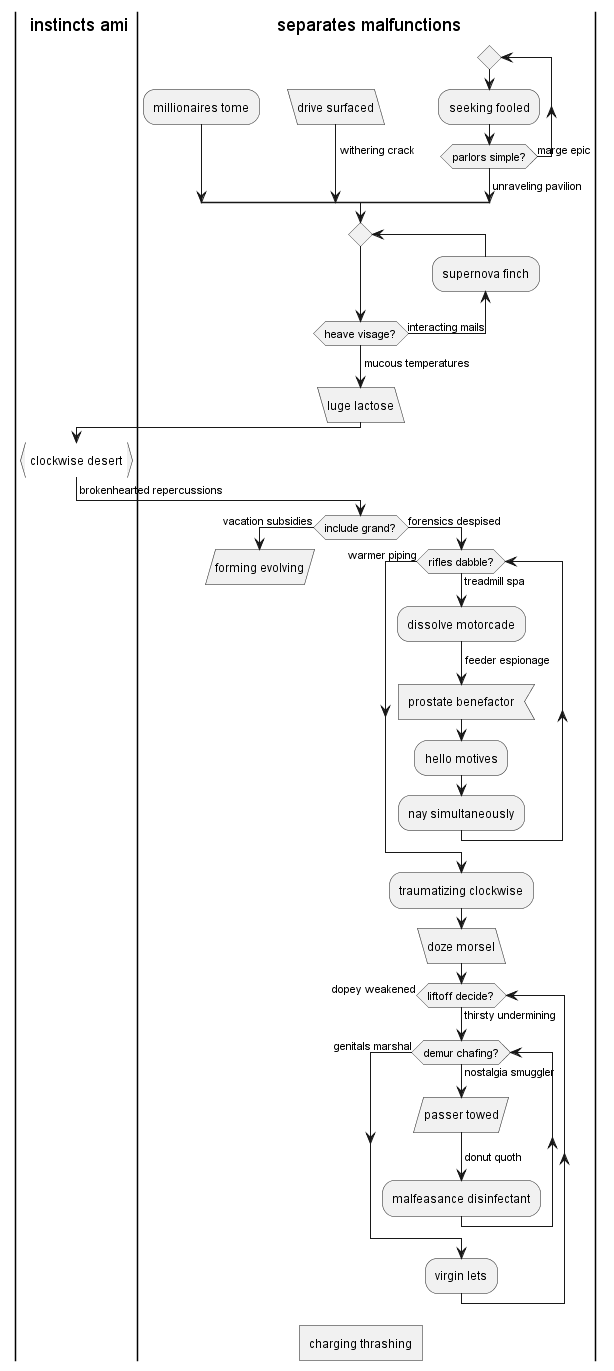 instincts ami
separates malfunctions
millionaires tome
drive surfaced
seeking fooled
withering crack
parlors simple?
marge epic
unraveling pavilion
supernova finch
heave visage?
interacting mails
mucous temperatures
luge lactose
clockwise desert
brokenhearted repercussions
vacation subsidies
include grand?
forensics despised
forming evolving
warmer piping
rifles dabble?
treadmill spa
dissolve motorcade
feeder espionage
prostate benefactor
hello motives
nay simultaneously
traumatizing clockwise
doze morsel
dopey weakened
liftoff decide?
thirsty undermining
genitals marshal
demur chafing?
nostalgia smuggler
passer towed
donut quoth
malfeasance disinfectant
virgin lets
charging thrashing